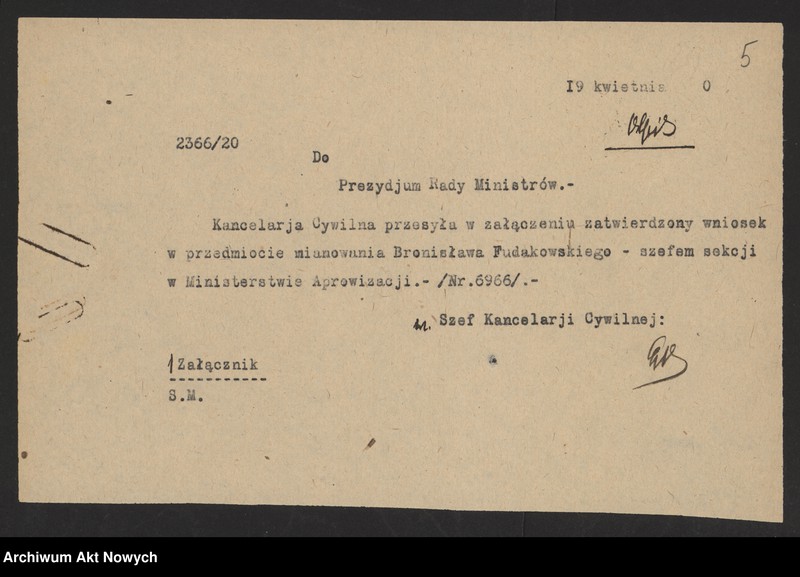 5
19 kwietnia 0
Odpis
2366/20
Do
Prezydjum Rady Ministrów.-
Kancelarja Cywilna przesyła w załączeniu zatwierdzony wniosek
w przedmiocie mianowania Bronisława Fudakowskiego - szefem sekcji
w Ministerstwie Aprowizacji.- /Nr.6966/.-
Szef Kancelarji Cywilnej:
1 Załącznik
S.M.
Archiwum Akt Nowych